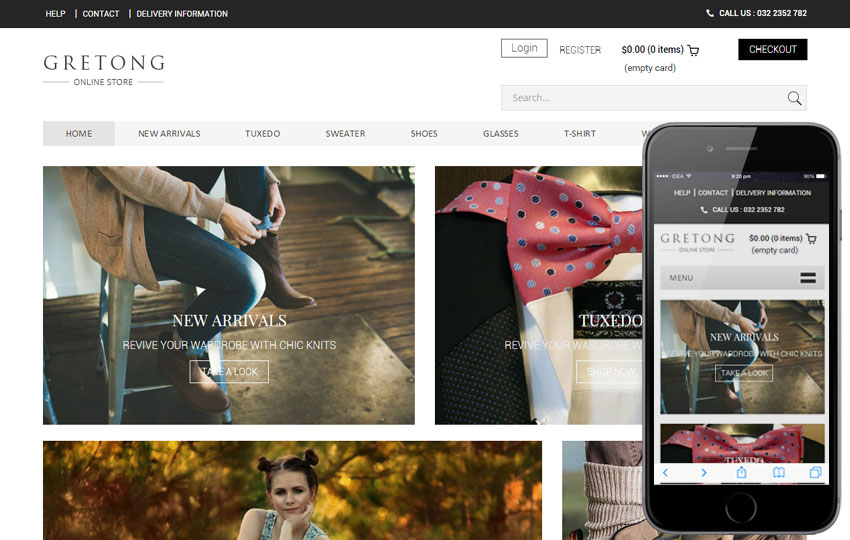 HELP CONTACT DELIVERY INFORMATION CALL US : 032 2352 782
GRETONG
ONLINE STORE
Login REGISTER $0.00 (0 items) CHECKOUT
(empty card)
Search...
HOME NEW ARRIVALS TUXEDO SWEATER SHOES GLASSES T-SHIRT W
NEW ARRIVALS
REVIVE YOUR WARDROBE WITH CHIC KNITS
TAKE A LOOK
TUXEDO
REVIVE YOUR WARDROBE W
SHOP NOW
IDEA 9:20 pm 90%
HELP CONTACT DELIVERY INFORMATION
CALL US : 032 2352 782
GRETONG
ONLINE STORE
$0.00 (0 items)
(empty card)
MENU
NEW ARRIVALS
REVIVE YOUR WARDROBE WITH CHIC KNITS
TAKE A LOOK
TUXEDO